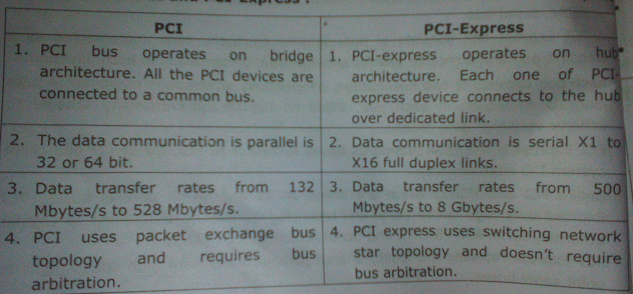 PCI
1. PCI bus operates on bridge
architecture. All the PCI devices are
connected to a common bus.
2. The data communication is parallel is
32 or 64 bit.
3. Data transfer rates from 132
Mbytes/s to 528 Mbytes/s.
4. PCI uses packet exchange bus
topology and requires bus
arbitration.
PCI-Express
1. PCI-express operates on hub
architecture. Each one of PCI-
express device connects to the hub
over dedicated link.
2. Data communication is serial X1 to
X16 full duplex links.
3. Data transfer rates from 500
Mbytes/s to 8 Gbytes/s.
4. PCI express uses switching network
star topology and doesn't require
bus arbitration.